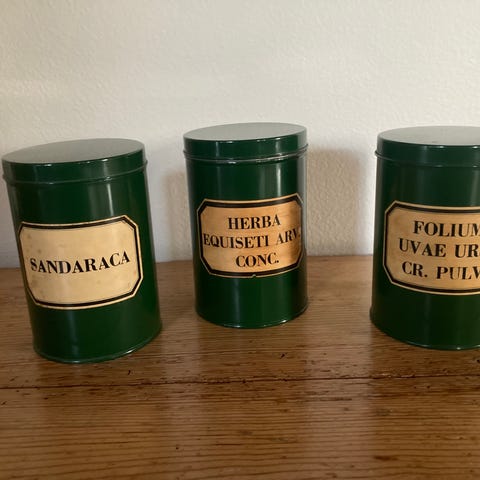 SANDARACA
HERBA
EQUISETI ARV.
CONC.
FOLIUM
UVAE UR
CR. PULV